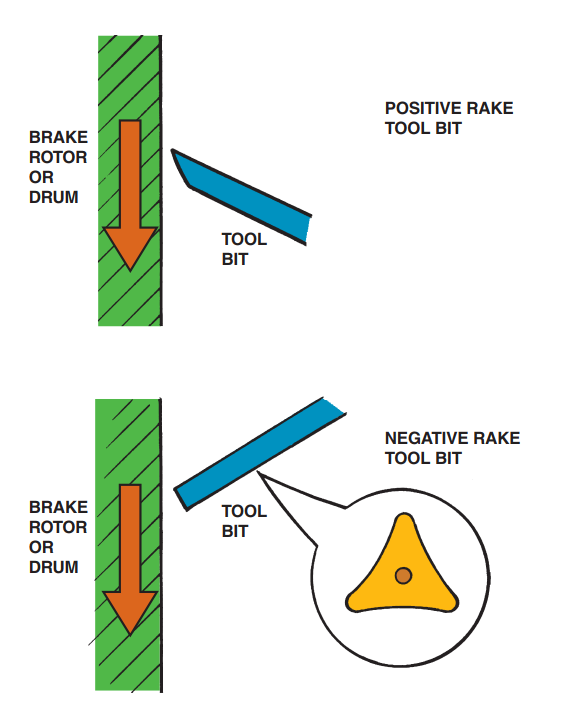 POSITIVE RAKE
TOOL BIT
BRAKE
ROTOR
OR
DRUM
TOOL
BIT
NEGATIVE RAKE
TOOL BIT
BRAKE
ROTOR
OR
DRUM
TOOL
BIT